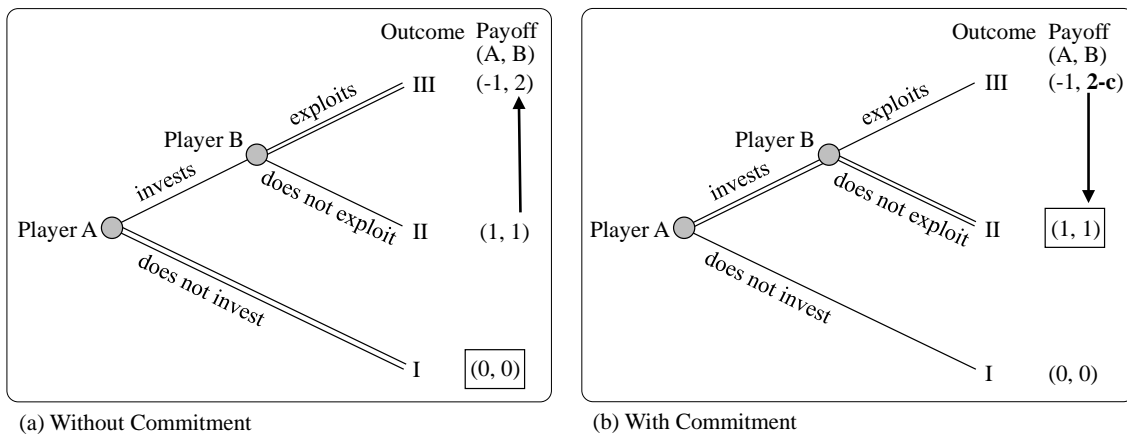 Outcome Payoff
(A, B)
III (-1, 2)
exploits
Player B
invests
does not exploit
Player A
II (1, 1)
does not invest
I (0, 0)
(a) Without Commitment
Outcome Payoff
(A, B)
III (-1, 2-c)
exploits
Player B
invests
does not exploit
Player A
II (1, 1)
does not invest
I (0, 0)
(b) With Commitment